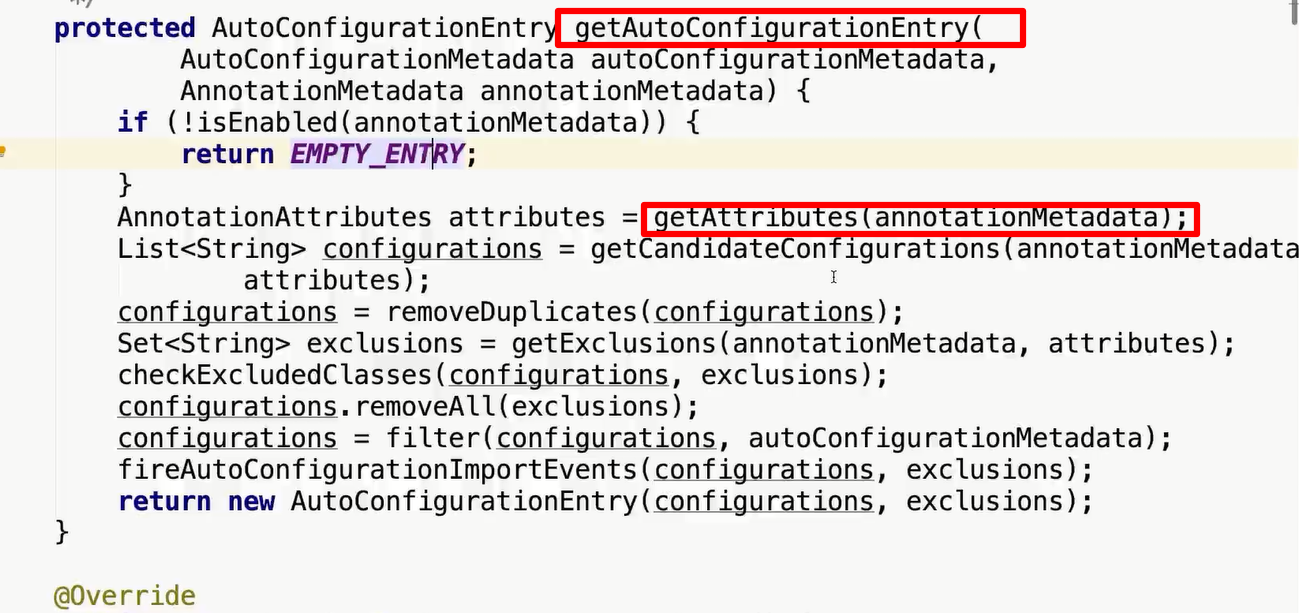 */
protected AutoConfigurationEntry getAutoConfigurationEntry(
AutoConfigurationMetadata autoConfigurationMetadata,
AnnotationMetadata annotationMetadata) {
if (!isEnabled(annotationMetadata)) {
return EMPTY_ENTRY;
}
AnnotationAttributes attributes = getAttributes(annotationMetadata);
List<String> configurations = getCandidateConfigurations(annotationMetadata
attributes);
configurations = removeDuplicates(configurations);
Set<String> exclusions = getExclusions(annotationMetadata, attributes);
checkExcludedClasses(configurations, exclusions);
configurations.removeAll(exclusions);
configurations = filter(configurations, autoConfigurationMetadata);
fireAutoConfigurationImportEvents(configurations, exclusions);
return new AutoConfigurationEntry(configurations, exclusions);
}
@Override